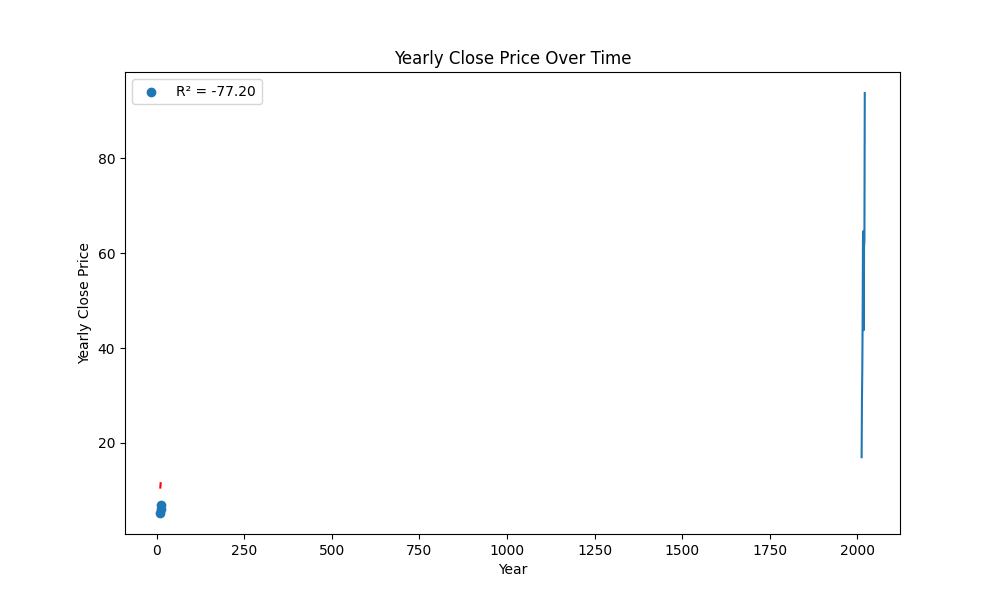 Yearly Close Price Over Time
R² = -77.20
Yearly Close Price
80
60
40
20
0 250 500 750 1000 1250 1500 1750 2000
Year